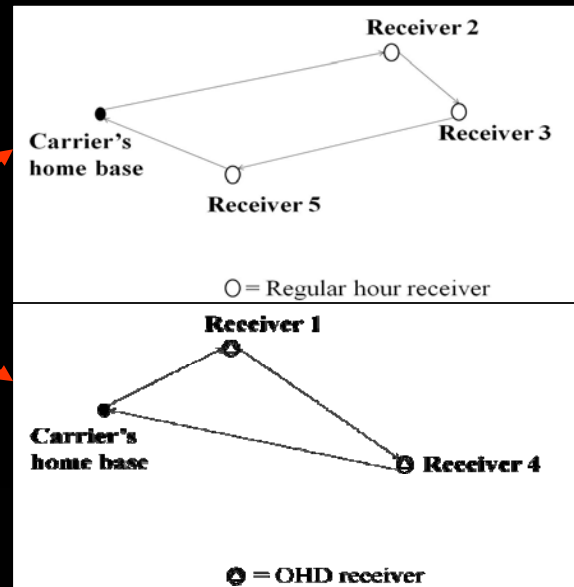 Receiver 2
Carrier's
home base
Receiver 3
Receiver 5
= Regular hour receiver
Receiver 1
Carrier's
home base
Receiver 4
= OHD receiver